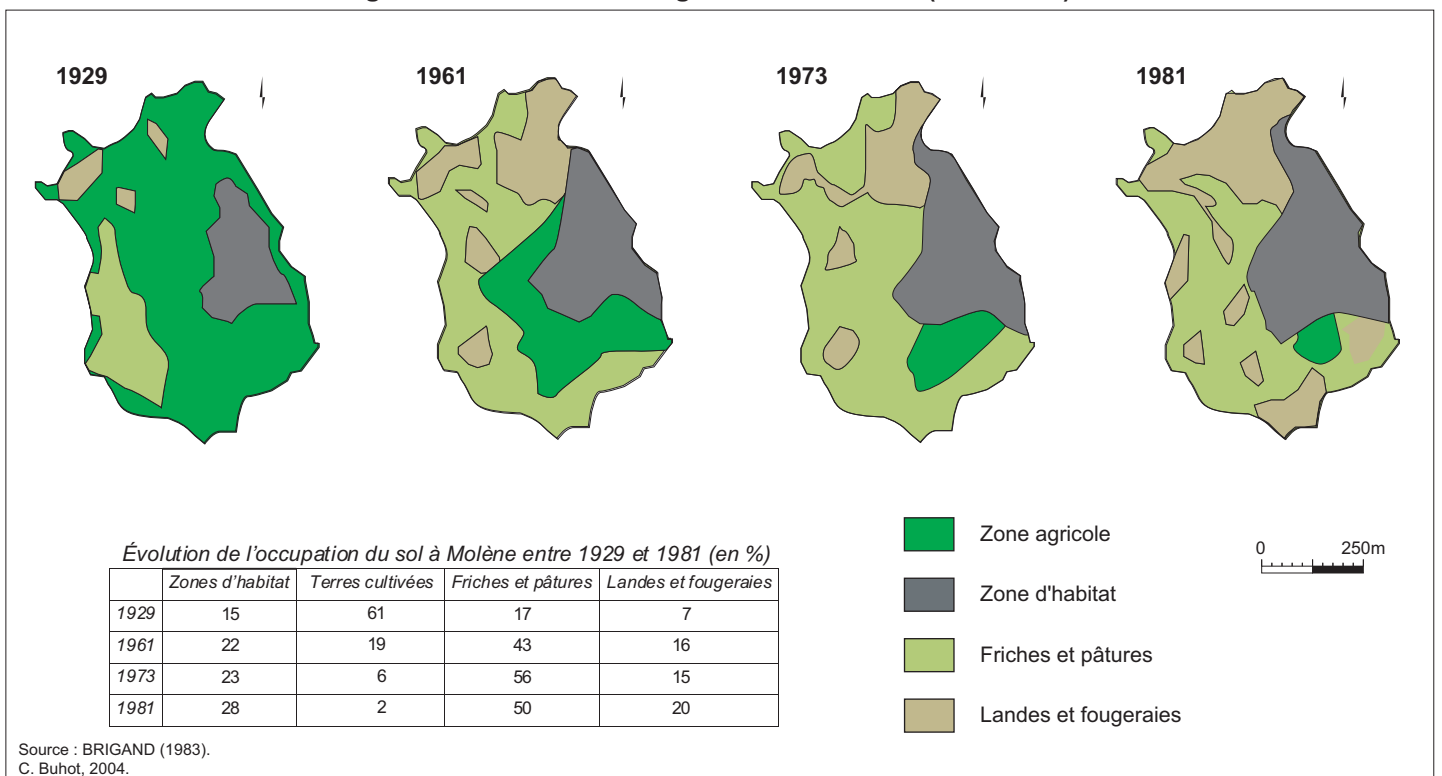 1929
1961
1973
1981
Évolution de l'occupation du sol à Molène entre 1929 et 1981 (en %)
Zones d'habitat Terres cultivées Friches et pâtures Landes et fougeraies
1929 15 61 17 7
1961 22 19 43 16
1973 23 6 56 15
1981 28 2 50 20
Zone agricole
Zone d'habitat
Friches et pâtures
Landes et fougeraies
0 250m
Source : BRIGAND (1983).
C. Buhot, 2004.